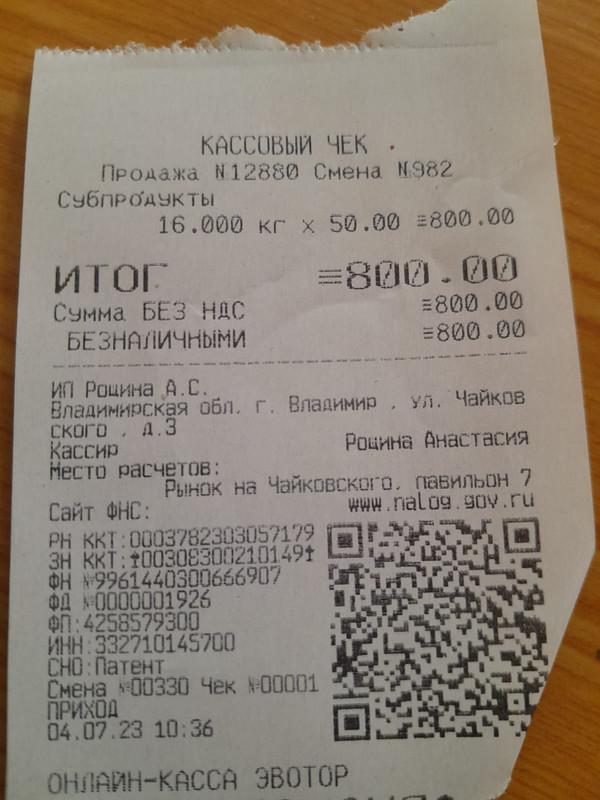 КАССОВЫЙ ЧЕК
Продажа №12880 Смена №982
Субпродукты
16.000 кг x 50.00 =800.00
ИТОГ =800.00
Сумма БЕЗ НДС =800.00
БЕЗНАЛИЧНЫМИ =800.00
ИП Рощина А.С.
Владимирская обл. г. Владимир , ул. Чайков
ского , д.3
Кассир Рощина Анастасия
Место расчетов:
Рынок на Чайковского, павильон 7
Сайт ФНС: www.nalog.gov.ru
РН ККТ:0003782303057179
ЗН ККТ:↑00308300210149↑
ФН №9961440300666907
ФД №0000001926
ФП:4258579300
ИНН:332710145700
СНО:Патент
Смена №00330 Чек №00001
ПРИХОД
04.07.23 10:36
ОНЛАЙН-КАССА ЭВОТОР